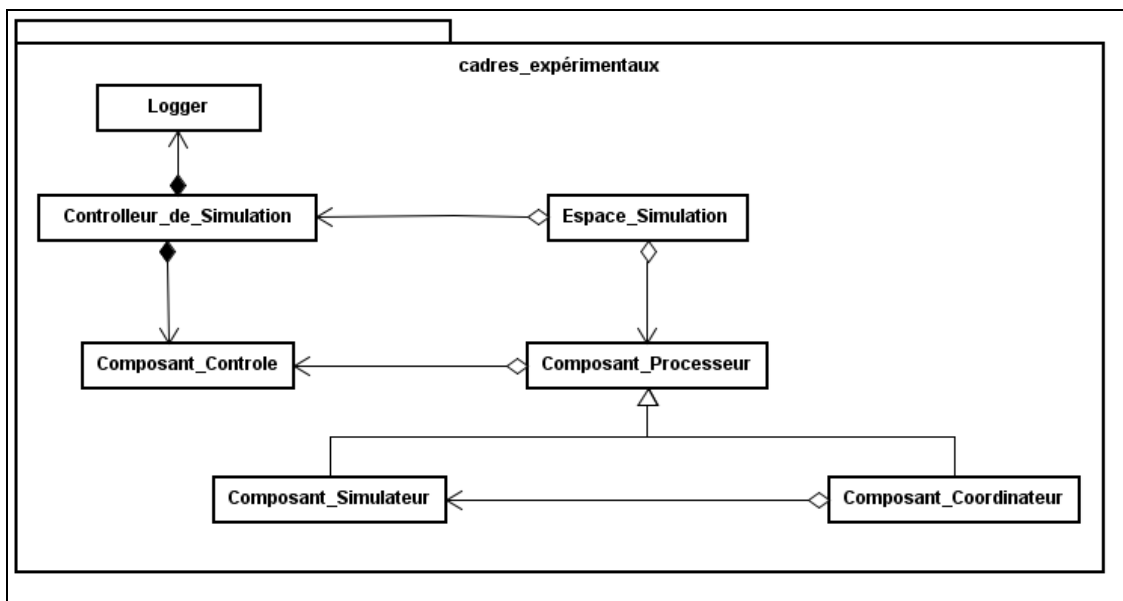 cadres_expérimentaux
Logger
Controlleur_de_Simulation
Espace_Simulation
Composant_Controle
Composant_Processeur
Composant_Simulateur
Composant_Coordinateur